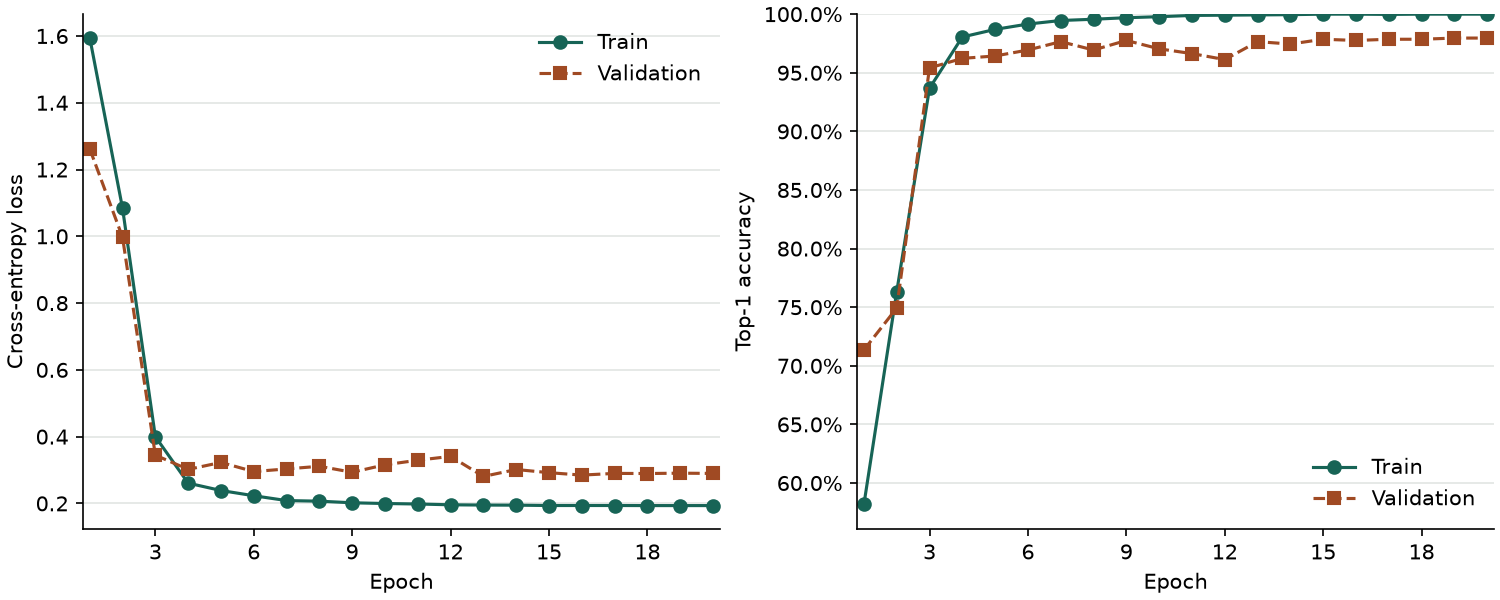 1.6
1.4
1.2
1.0
0.8
0.6
0.4
0.2
Cross-entropy loss
Train
Validation
3 6 9 12 15 18
Epoch
100.0%
95.0%
90.0%
85.0%
80.0%
75.0%
70.0%
65.0%
60.0%
Top-1 accuracy
Train
Validation
3 6 9 12 15 18
Epoch